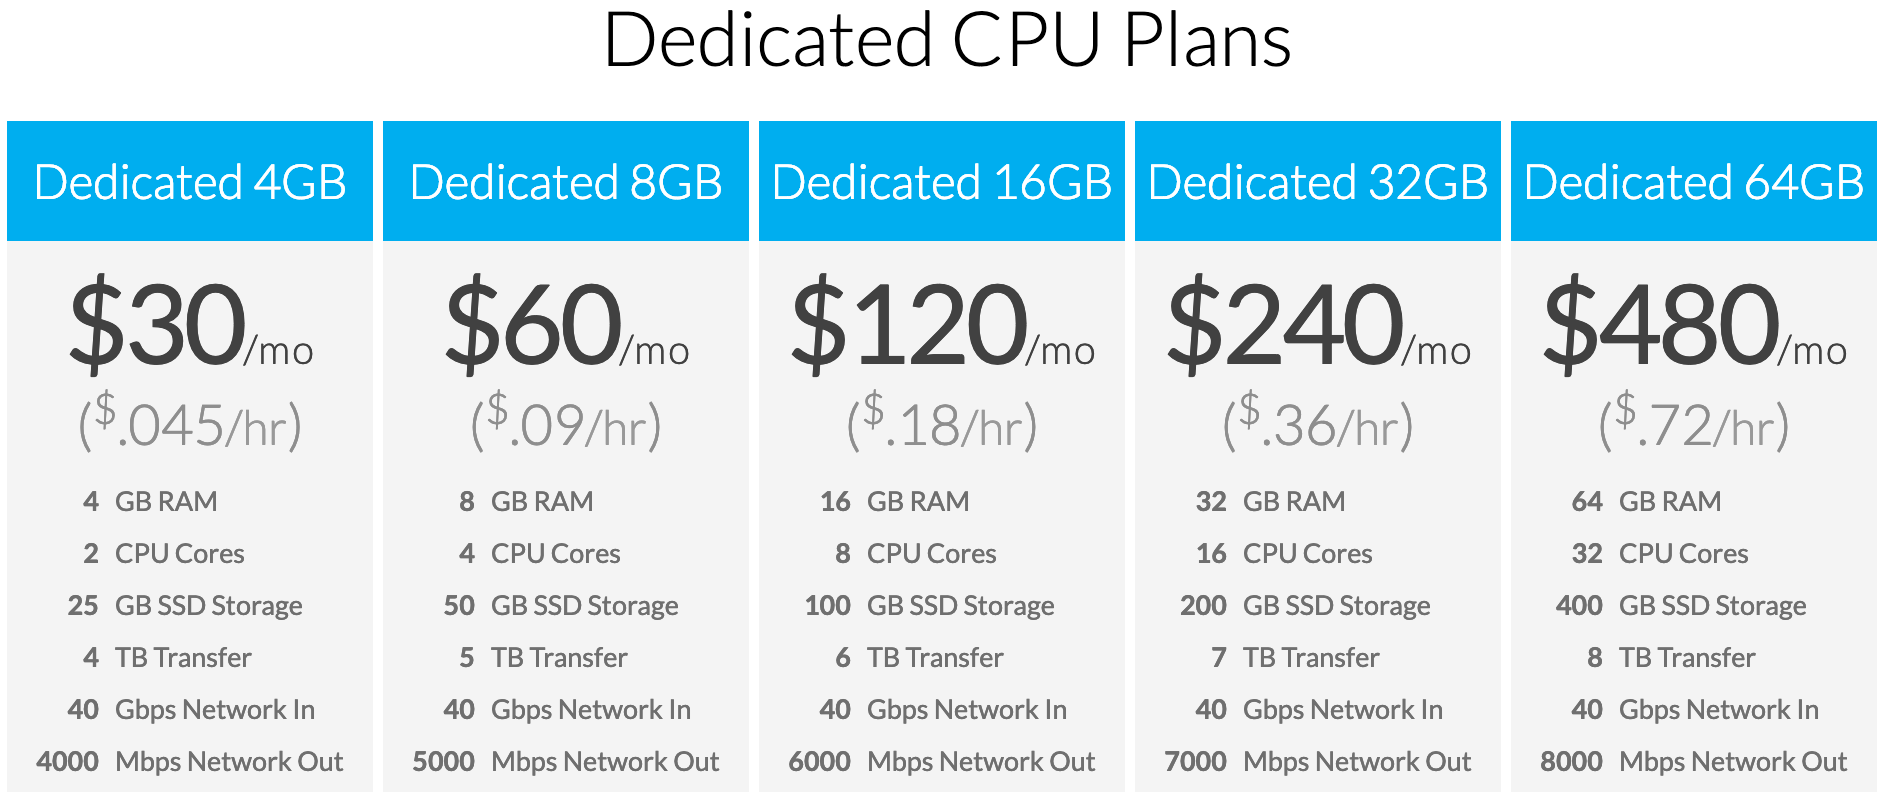 Dedicated CPU Plans
Dedicated 4GB
$30/mo
($.045/hr)
4 GB RAM
2 CPU Cores
25 GB SSD Storage
4 TB Transfer
40 Gbps Network In
4000 Mbps Network Out
Dedicated 8GB
$60/mo
($.09/hr)
8 GB RAM
4 CPU Cores
50 GB SSD Storage
5 TB Transfer
40 Gbps Network In
5000 Mbps Network Out
Dedicated 16GB
$120/mo
($.18/hr)
16 GB RAM
8 CPU Cores
100 GB SSD Storage
6 TB Transfer
40 Gbps Network In
6000 Mbps Network Out
Dedicated 32GB
$240/mo
($.36/hr)
32 GB RAM
16 CPU Cores
200 GB SSD Storage
7 TB Transfer
40 Gbps Network In
7000 Mbps Network Out
Dedicated 64GB
$480/mo
($.72/hr)
64 GB RAM
32 CPU Cores
400 GB SSD Storage
8 TB Transfer
40 Gbps Network In
8000 Mbps Network Out